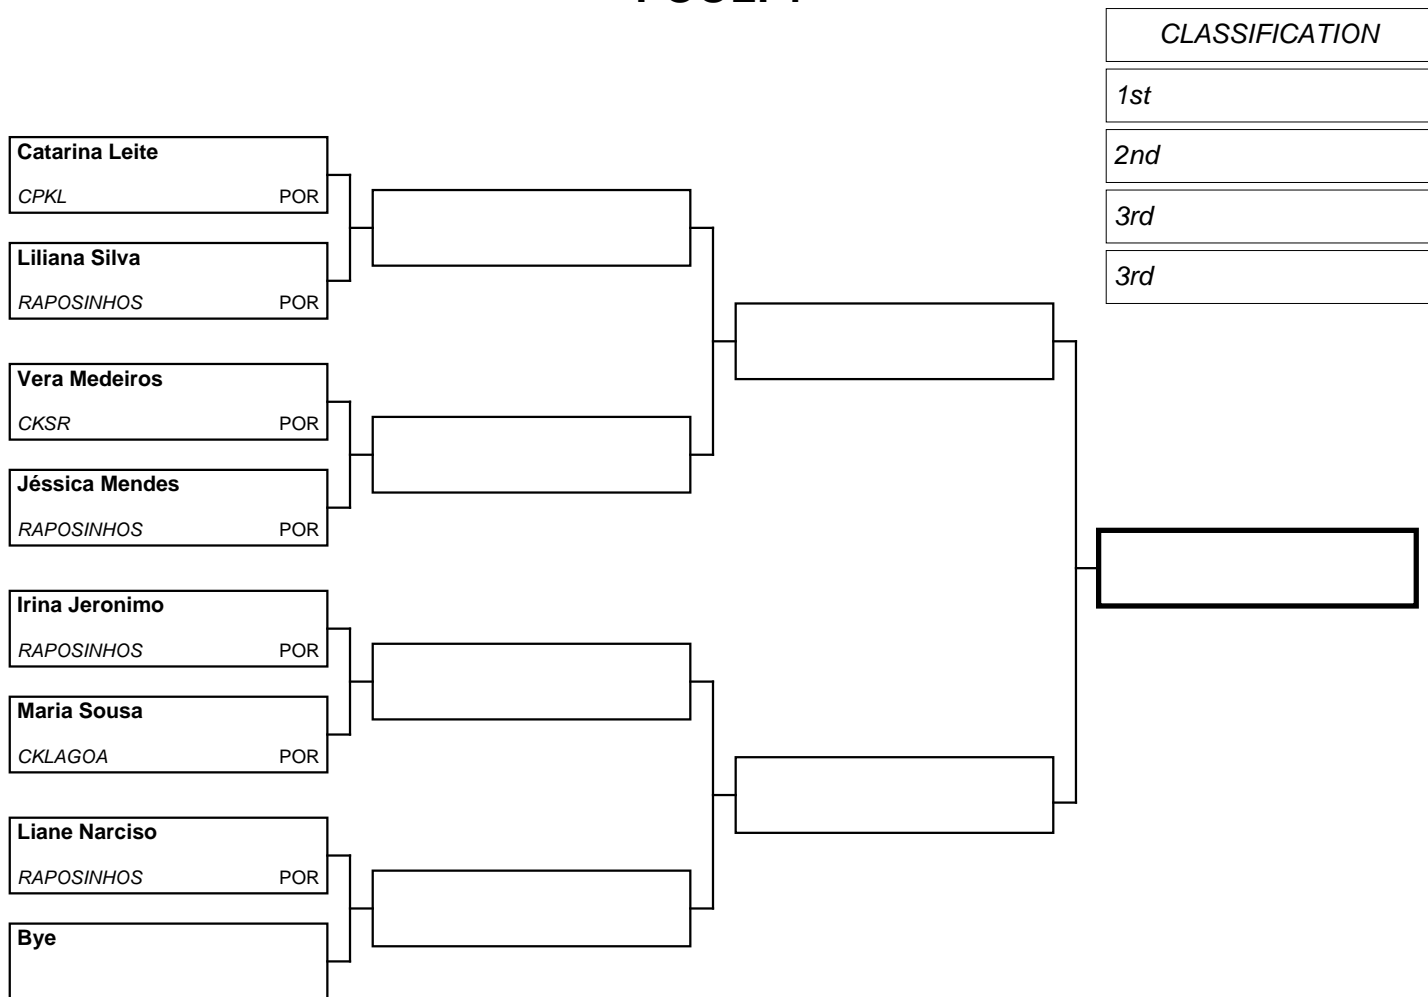 CLASSIFICATION
1st
2nd
3rd
3rd
Catarina Leite
CPKL POR
Liliana Silva
RAPOSINHOS POR
Vera Medeiros
CKSR POR
Jéssica Mendes
RAPOSINHOS POR
Irina Jeronimo
RAPOSINHOS POR
Maria Sousa
CKLAGOA POR
Liane Narciso
RAPOSINHOS POR
Bye